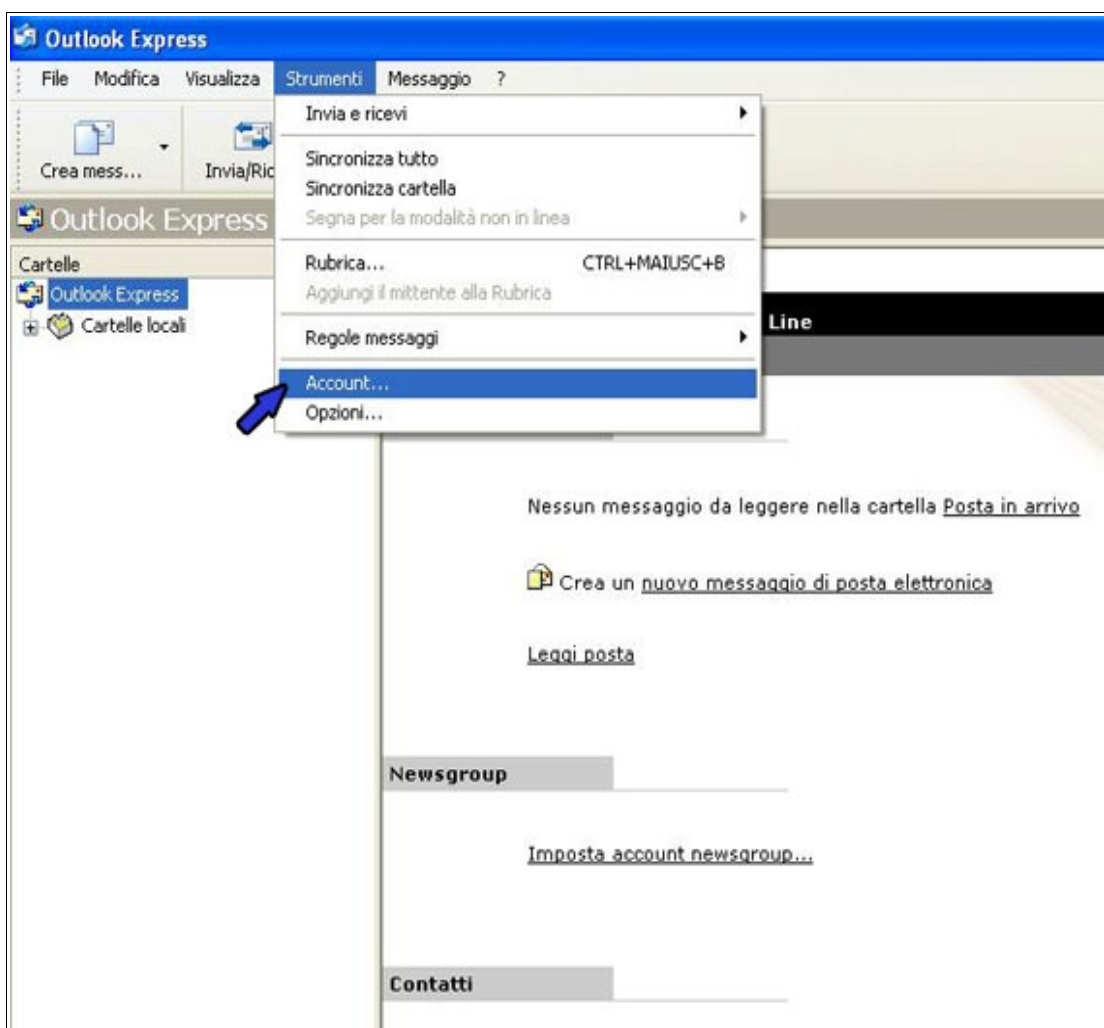 Outlook Express
File Modifica Visualizza Strumenti Messaggio ?
Crea mess... Invia/Ric
Outlook Express
Cartelle
Outlook Express
Cartelle locali
Invia e ricevi
Sincronizza tutto
Sincronizza cartella
Segna per la modalità non in linea
Rubrica... CTRL+MAIUSC+B
Aggiungi il mittente alla Rubrica
Regole messaggi
Account...
Opzioni...
Line
Nessun messaggio da leggere nella cartella Posta in arrivo
Crea un nuovo messaggio di posta elettronica
Leggi posta
Newsgroup
Imposta account newsgroup...
Contatti